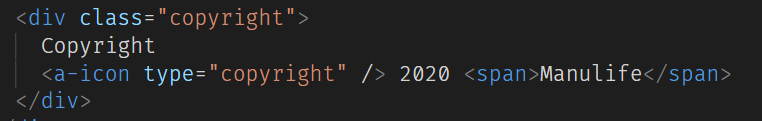 <div class="copyright">
Copyright
<a-icon type="copyright" /> 2020 <span>Manulife</span>
</div>